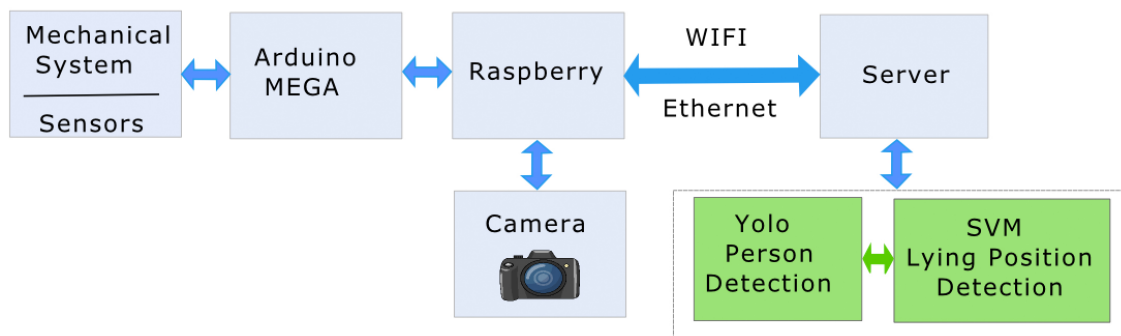 Mechanical
System
Sensors
Arduino
MEGA
Raspberry
WIFI
Ethernet
Server
Camera
Yolo
Person
Detection
SVM
Lying Position
Detection